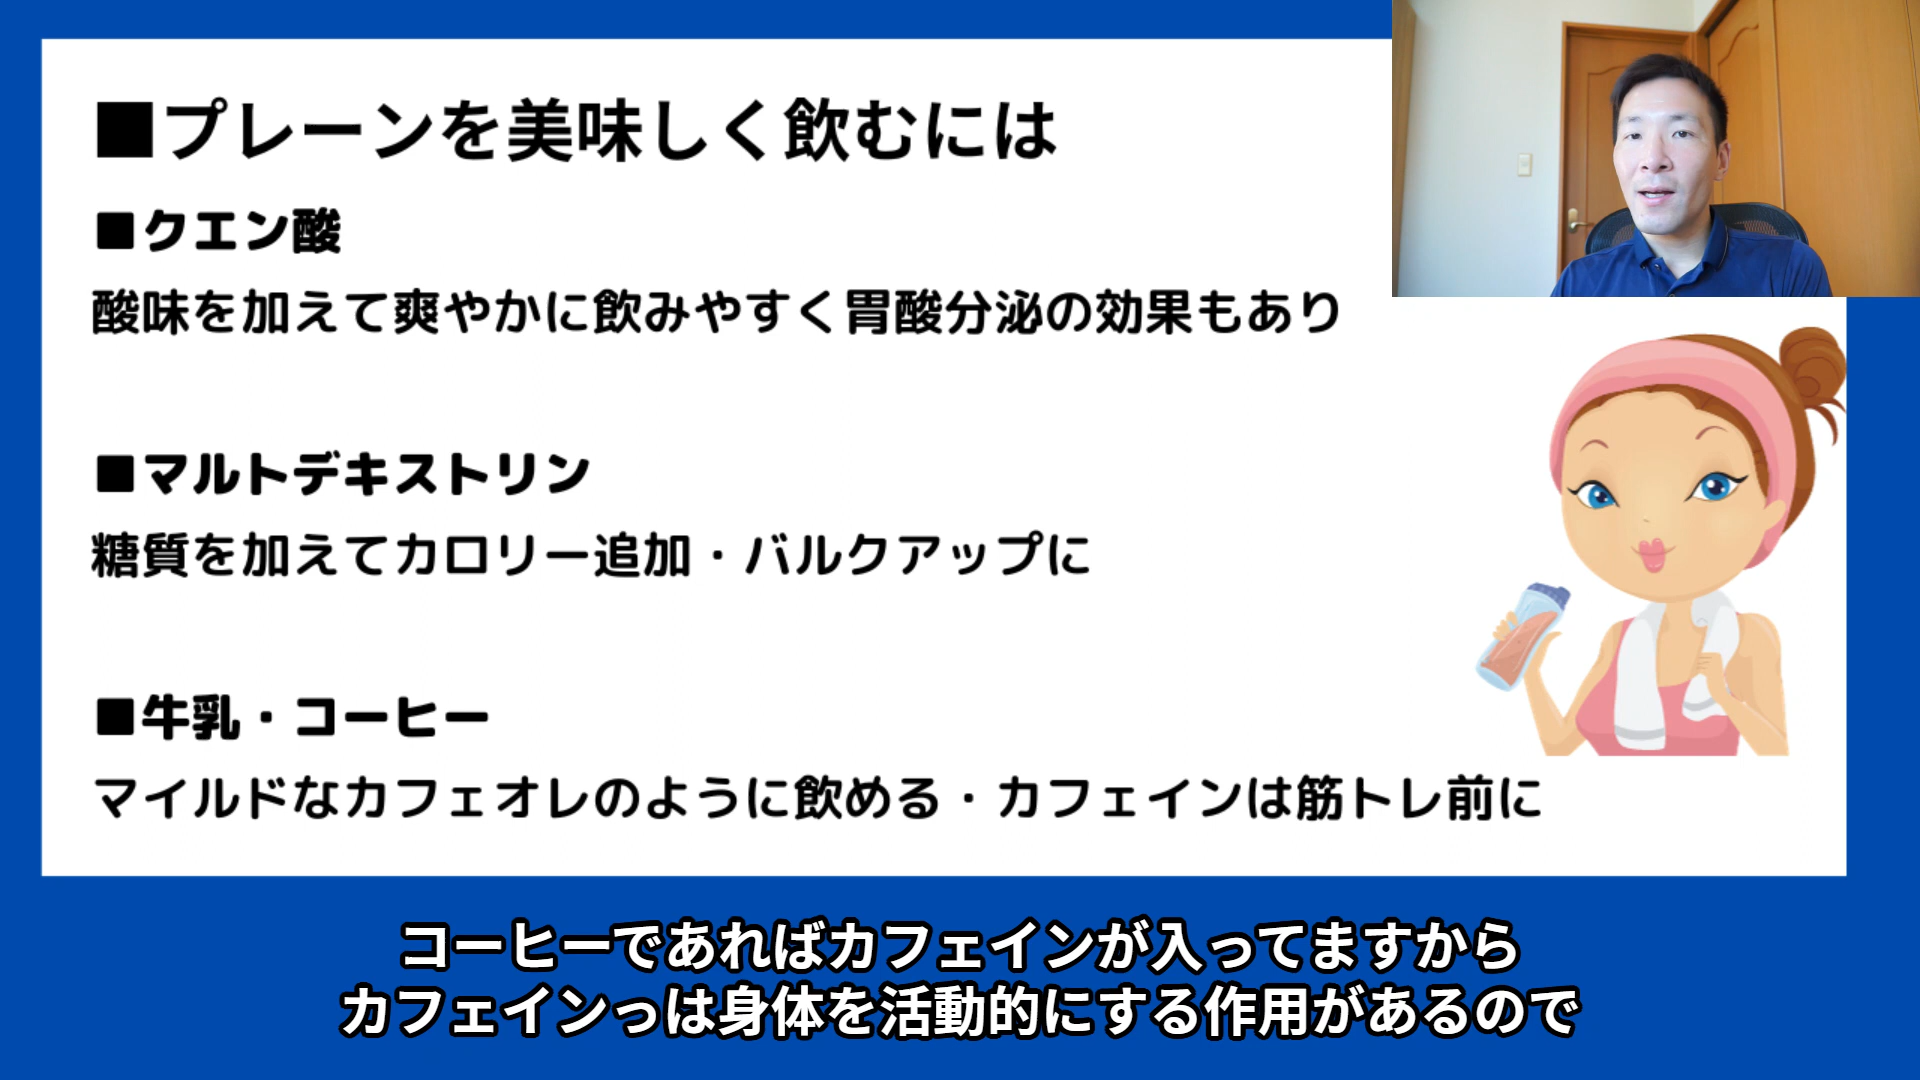 ■プレーンを美味しく飲むには
■クエン酸
酸味を加えて爽やかに飲みやすく胃酸分泌の効果もあり
■マルトデキストリン
糖質を加えてカロリー追加・バルクアップに
■牛乳・コーヒー
マイルドなカフェオレのように飲める・カフェインは筋トレ前に
コーヒーであればカフェインが入ってますから
カフェインっは身体を活動的にする作用があるので